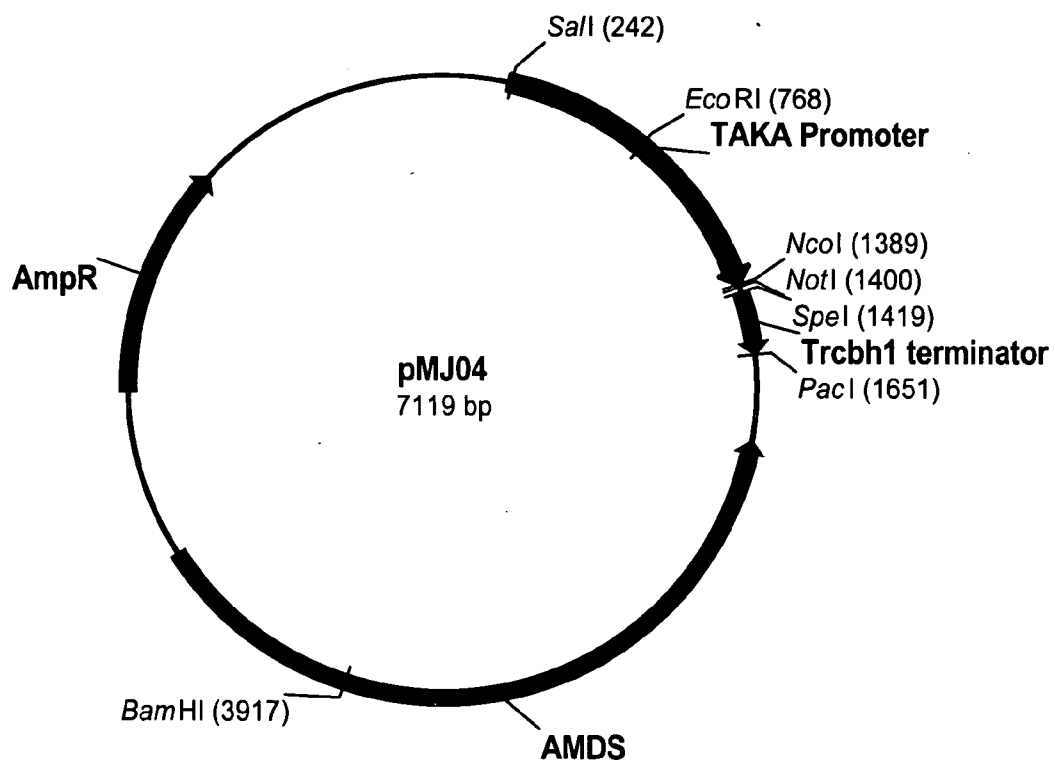 SalI (242)
EcoRI (768)
TAKA Promoter
NcoI (1389)
NotI (1400)
SpeI (1419)
Trcbh1 terminator
PacI (1651)
AmpR
pMJ04
7119 bp
BamHI (3917)
AMDS